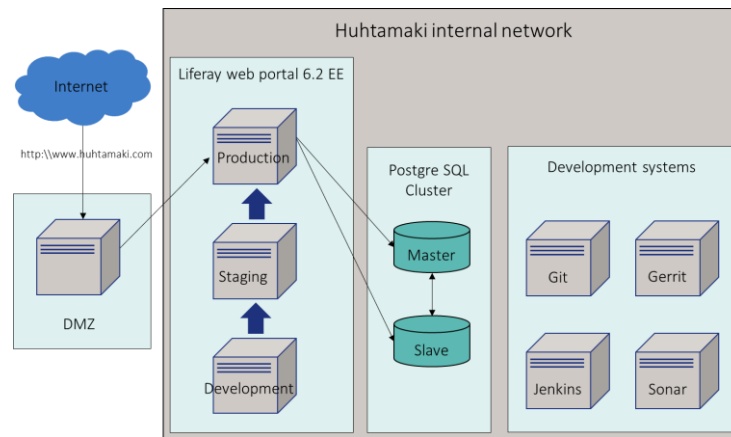 Huhtamaki internal network
Internet
http:\\www.huhtamaki.com
DMZ
Liferay web portal 6.2 EE
Production
Staging
Development
Postgre SQL
Cluster
Master
Slave
Development systems
Git
Gerrit
Jenkins
Sonar